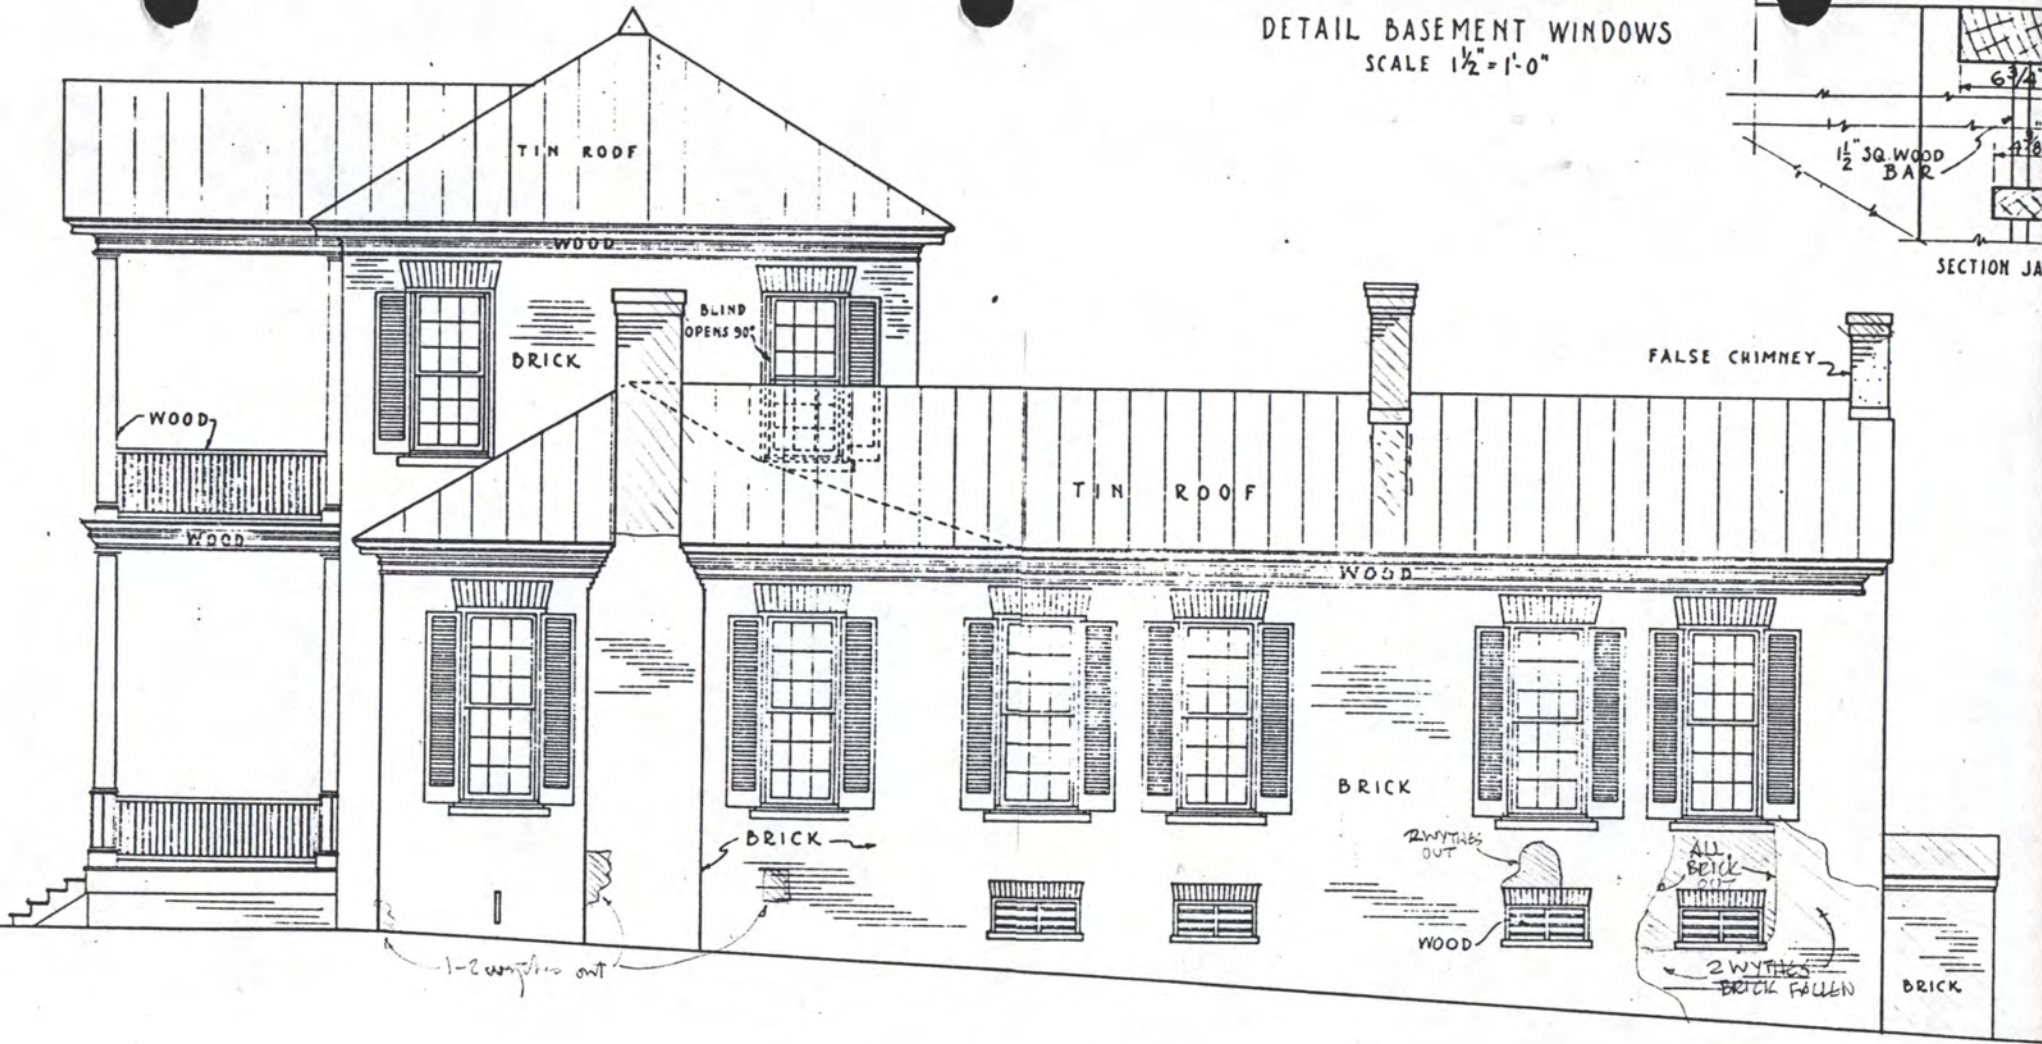 DETAIL BASEMENT WINDOWS
SCALE 1½" = 1'-0"
6 3/4"
1½" SQ. WOOD
BAR
SECTION JA
TIN ROOF
WOOD
BLIND
OPENS 90°
BRICK
FALSE CHIMNEY
WOOD
WOOD
TIN ROOF
WOOD
BRICK
BRICK
2 WYTHES
OUT
ALL
BRICK
OUT
WOOD
1-2 wythes out
2 WYTHES
BRICK FALLEN
BRICK